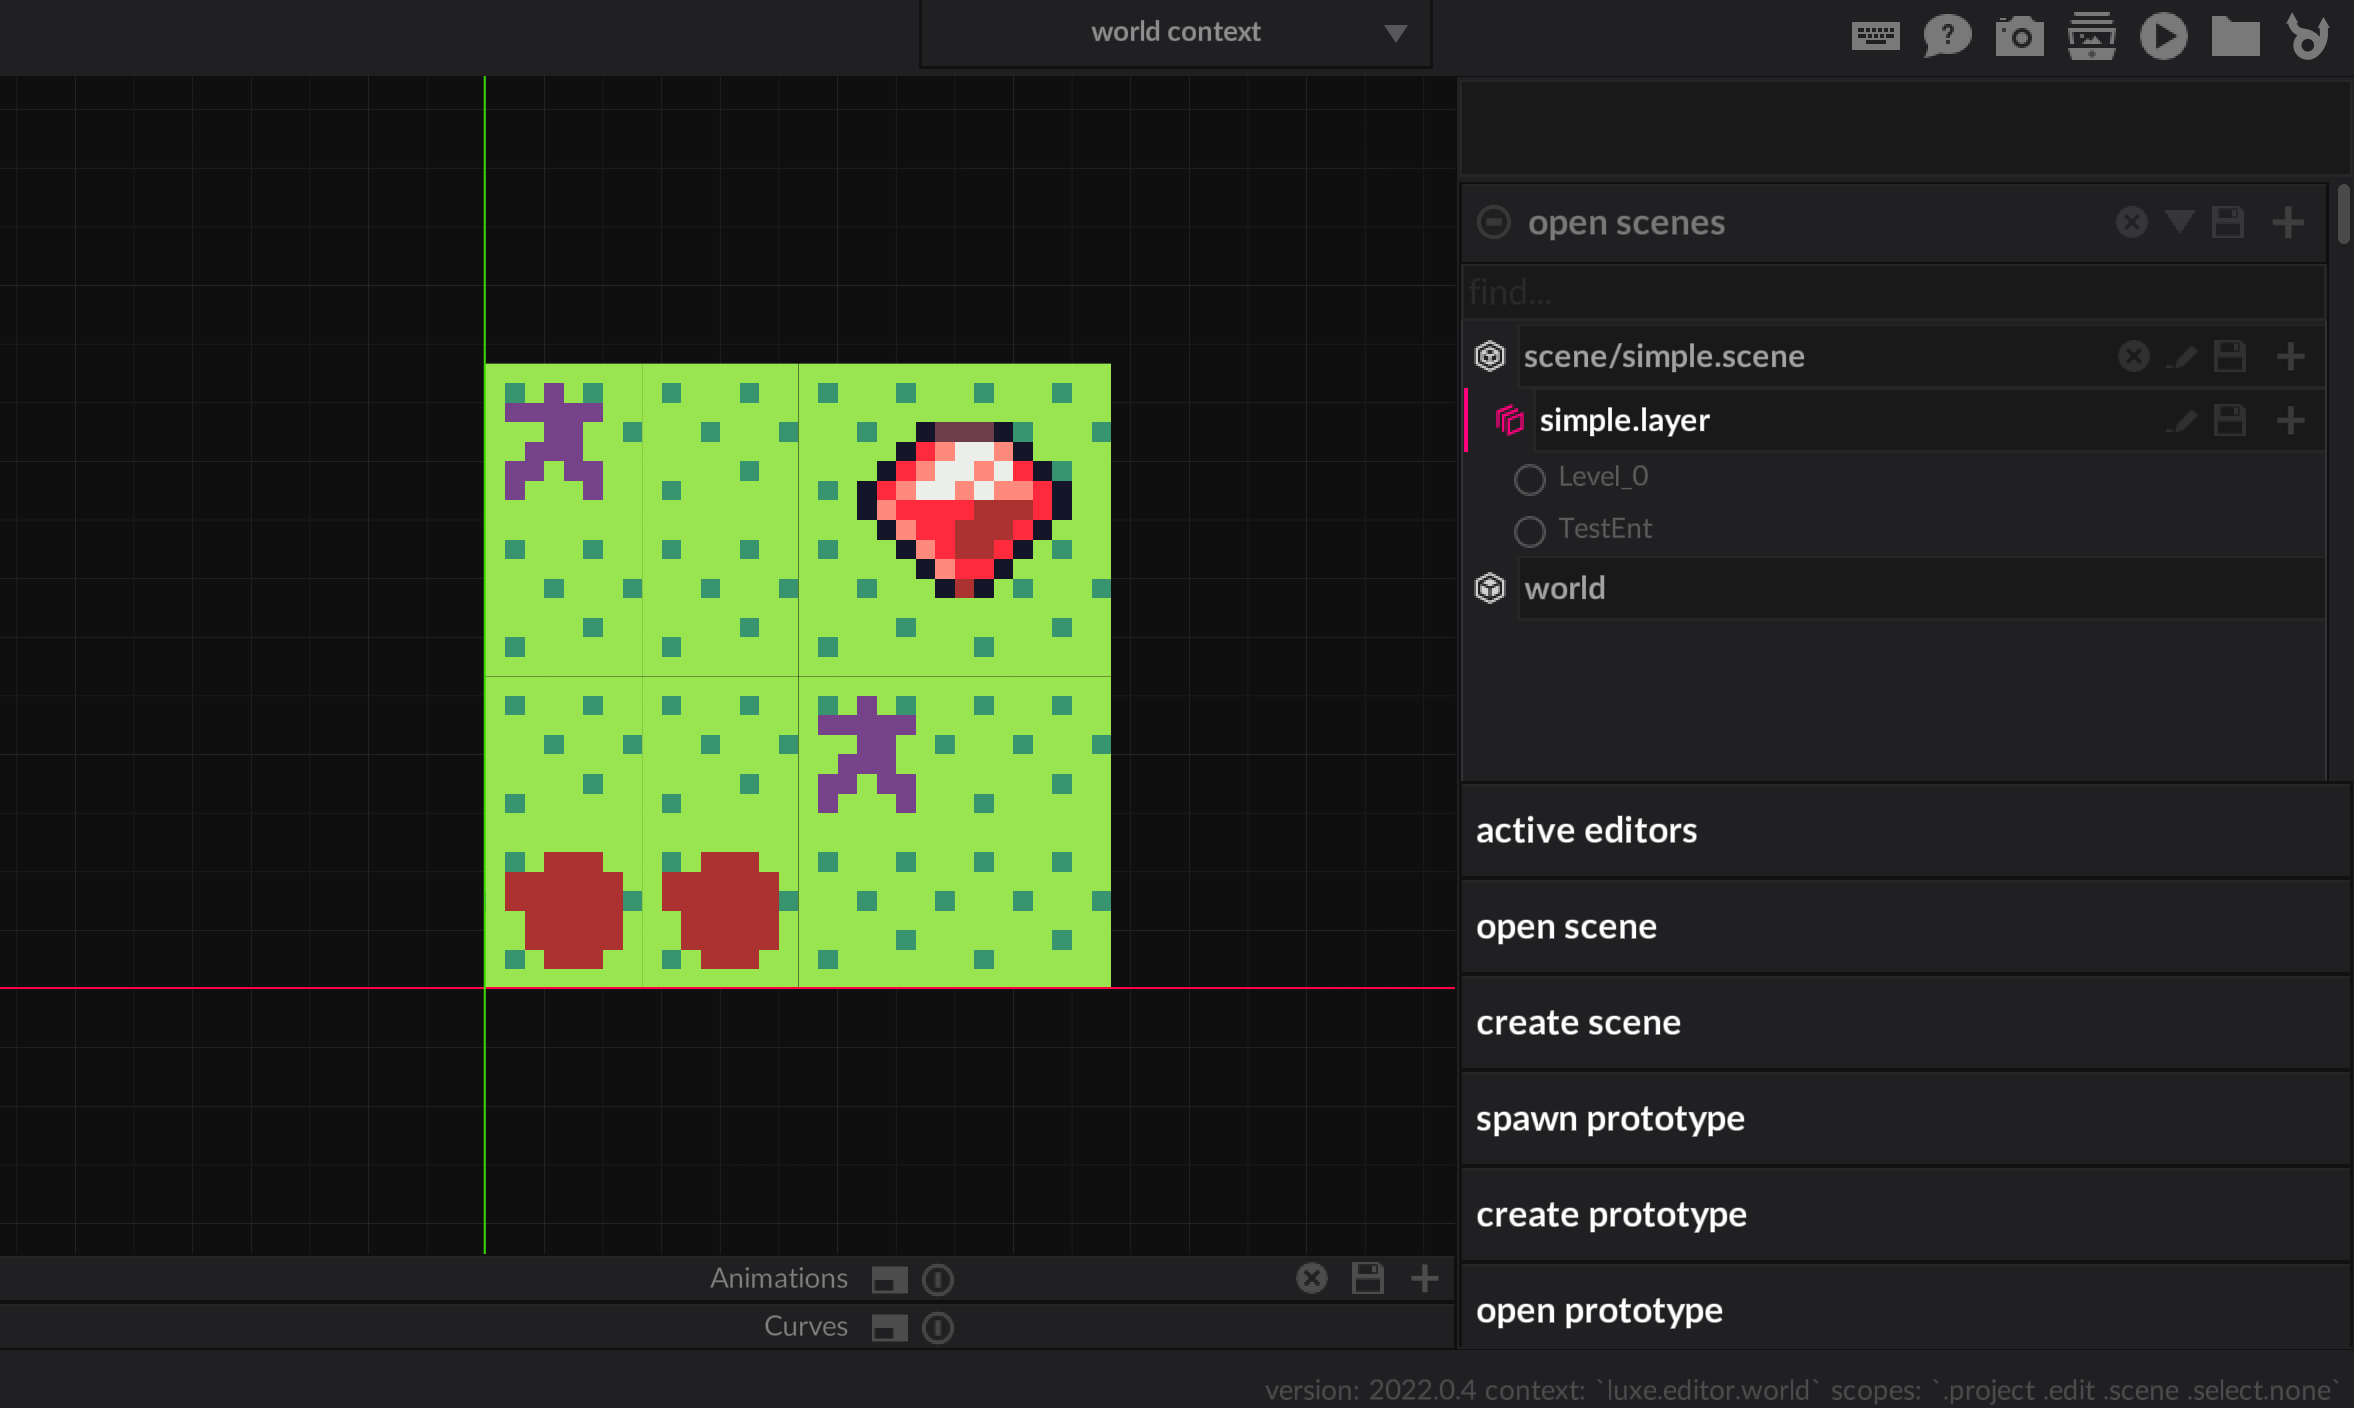 world context
open scenes
find...
scene/simple.scene
simple.layer
Level_0
TestEnt
world
active editors
open scene
create scene
spawn prototype
create prototype
open prototype
Animations
Curves
version: 2022.0.4 context: `luxe.editor.world` scopes: `.project .edit .scene .select.none`